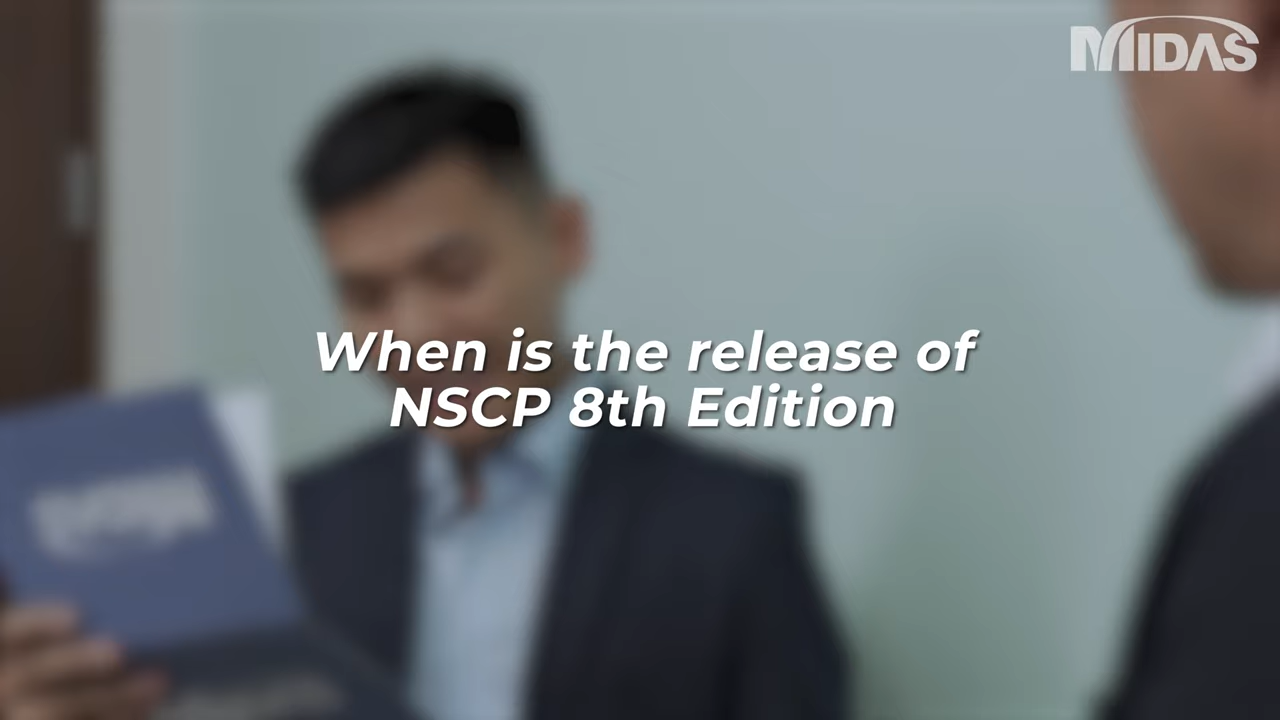 MIDAS
When is the release of
NSCP 8th Edition